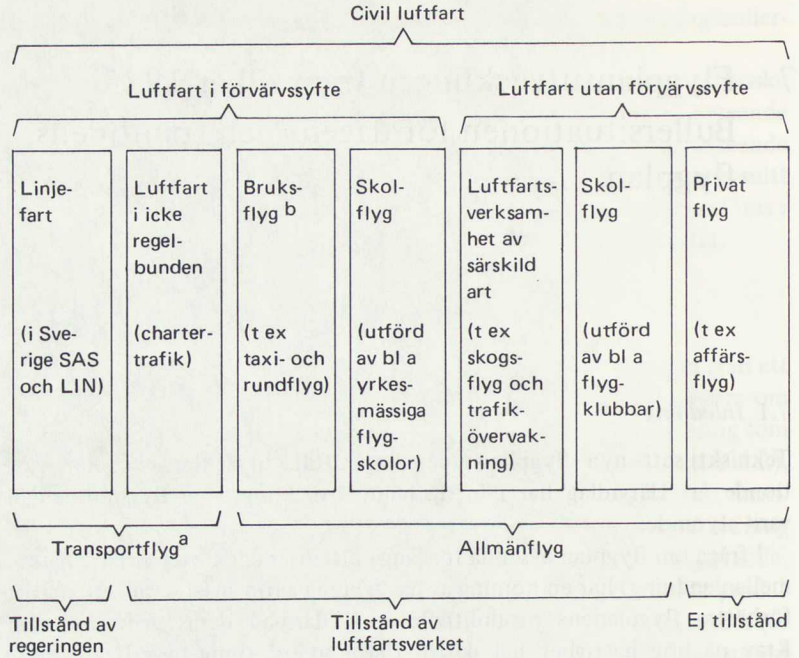 Civil luftfart
Luftfart i förvärvssyfte
Luftfart utan förvärvssyfte
Linje-
fart
(i Sve-
rige SAS
och LIN)
Luftfart
i icke
regel-
bunden
(charter-
trafik)
Bruks-
flyg b
(t ex
taxi- och
rundflyg)
Skol-
flyg
(utförd
av bl a
yrkes-
mässiga
flyg-
skolor)
Luftfarts-
verksam-
het av
särskild
art
(t ex
skogs-
flyg och
trafik-
övervak-
ning)
Skol-
flyg
(utförd
av bl a
flyg-
klubbar)
Privat
flyg
(t ex
affärs-
flyg)
Transportflyg a
Allmänflyg
Tillstånd av
regeringen
Tillstånd av
luftfartsverket
Ej tillstånd